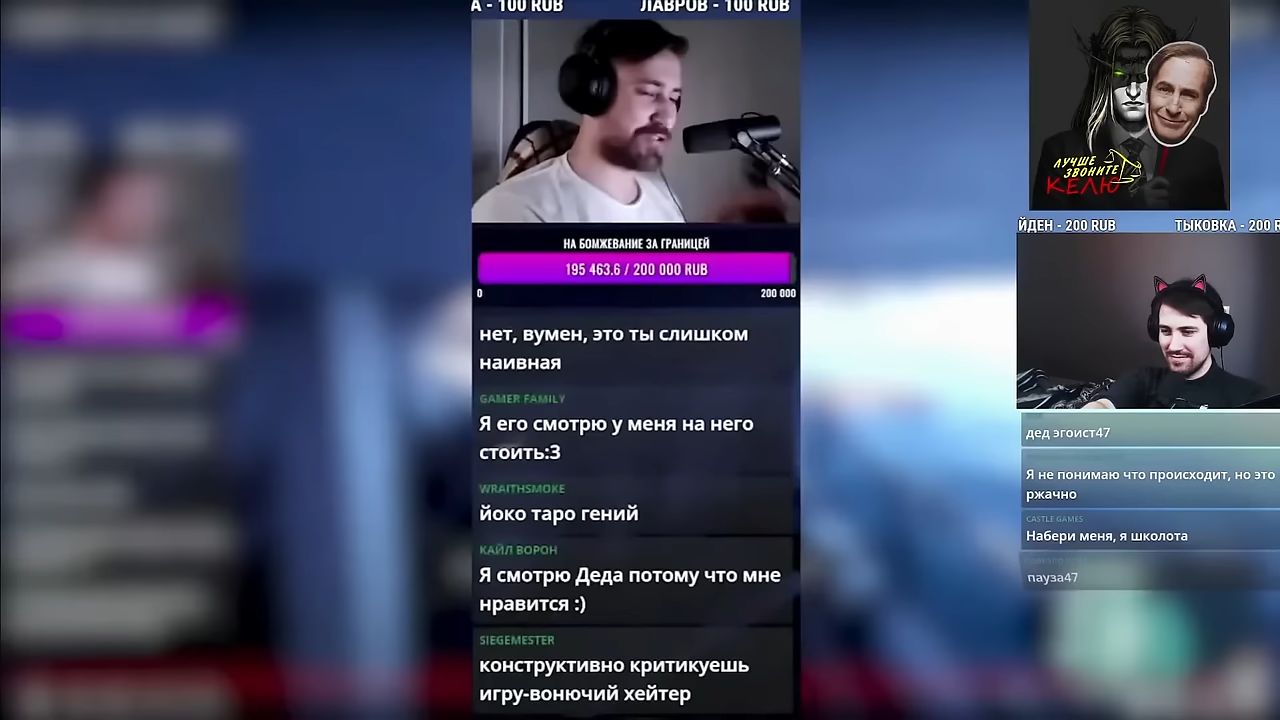 А - 100 RUB ЛАВРОВ - 100 RUB
НА БОМЖЕВАНИЕ ЗА ГРАНИЦЕЙ
195 463.6 / 200 000 RUB
0 200 000
нет, вумен, это ты слишком
наивная
GAMER FAMILY
Я его смотрю у меня на него
стоить:3
WRAITHSMOKE
йоко таро гений
КАЙЛ ВОРОН
Я смотрю Деда потому что мне
нравится :)
SIEGEMESTER
конструктивно критикуешь
игру-вонючий хейтер
ЛУЧШЕ
ЗВОНИТЕ
КЕЛЮ
ЙДЕН - 200 RUB ТЫКОВКА - 200 R
дед эгоист47
Я не понимаю что происходит, но это
ржачно
CASTLE GAMES
Набери меня, я школота
пауза47